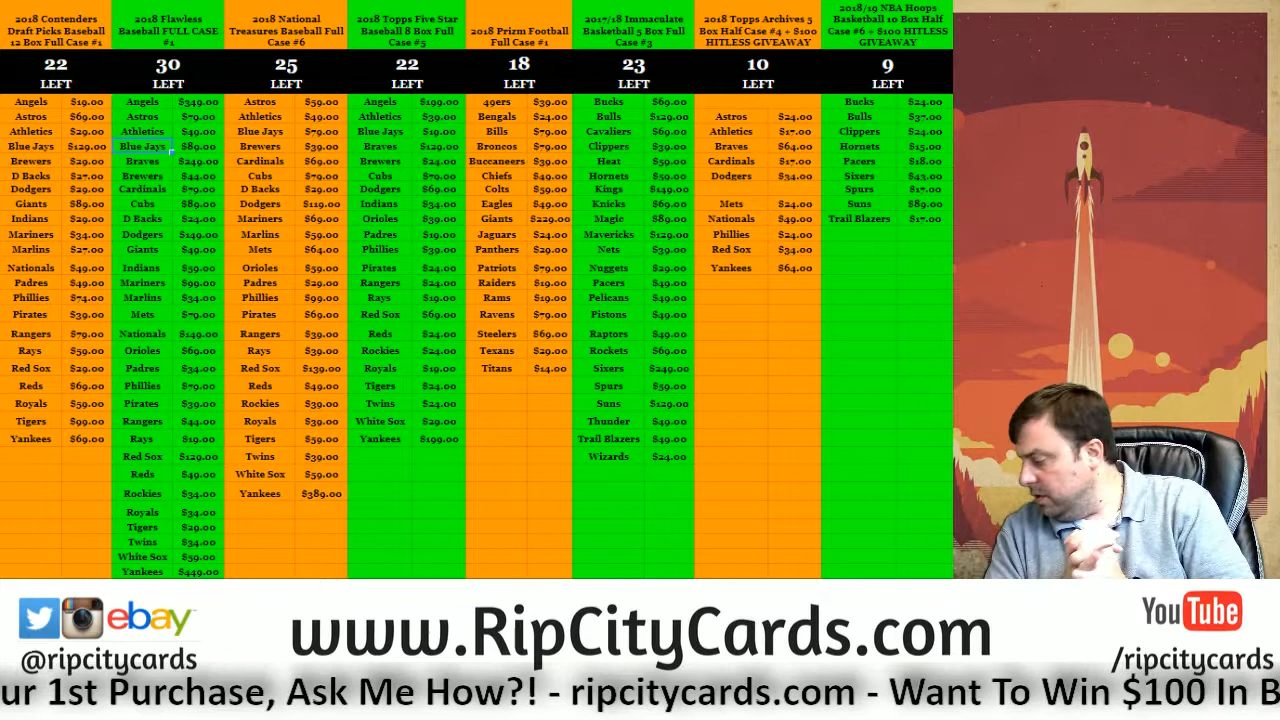 2018 Contenders
Draft Picks Baseball
12 Box Full Case #1
22
LEFT
Angels $19.00
Astros $69.00
Athletics $29.00
Blue Jays $129.00
Brewers $29.00
D Backs $27.00
Dodgers $29.00
Giants $89.00
Indians $29.00
Mariners $34.00
Marlins $27.00
Nationals $49.00
Padres $49.00
Phillies $74.00
Pirates $39.00
Rangers $79.00
Rays $59.00
Red Sox $29.00
Reds $69.00
Royals $59.00
Tigers $99.00
Yankees $69.00
2018 Flawless
Baseball FULL CASE
#1
30
LEFT
Angels $349.00
Astros $79.00
Athletics $49.00
Blue Jays $89.00
Braves $249.00
Brewers $44.00
Cardinals $79.00
Cubs $89.00
D Backs $24.00
Dodgers $149.00
Giants $49.00
Indians $59.00
Mariners $99.00
Marlins $34.00
Mets $79.00
Nationals $149.00
Orioles $69.00
Padres $34.00
Phillies $79.00
Pirates $39.00
Rangers $44.00
Rays $19.00
Red Sox $129.00
Reds $49.00
Rockies $34.00
Royals $34.00
Tigers $29.00
Twins $34.00
White Sox $59.00
Yankees $449.00
2018 National
Treasures Baseball Full
Case #6
25
LEFT
Astros $59.00
Athletics $49.00
Blue Jays $79.00
Brewers $39.00
Cardinals $69.00
Cubs $79.00
D Backs $29.00
Dodgers $119.00
Mariners $69.00
Marlins $59.00
Mets $64.00
Orioles $59.00
Padres $29.00
Phillies $99.00
Pirates $69.00
Rangers $39.00
Rays $39.00
Red Sox $139.00
Reds $49.00
Rockies $39.00
Royals $39.00
Tigers $59.00
Twins $39.00
White Sox $59.00
Yankees $389.00
2018 Topps Five Star
Baseball 8 Box Full
Case #5
22
LEFT
Angels $199.00
Athletics $39.00
Blue Jays $19.00
Braves $129.00
Brewers $24.00
Cubs $79.00
Dodgers $69.00
Indians $34.00
Orioles $39.00
Padres $19.00
Phillies $39.00
Pirates $24.00
Rangers $24.00
Rays $19.00
Red Sox $69.00
Reds $24.00
Rockies $24.00
Royals $19.00
Tigers $24.00
Twins $24.00
White Sox $29.00
Yankees $199.00
2018 Prizm Football
Full Case #1
18
LEFT
49ers $39.00
Bengals $24.00
Bills $79.00
Broncos $79.00
Buccaneers $39.00
Chiefs $49.00
Colts $59.00
Eagles $49.00
Giants $229.00
Jaguars $24.00
Panthers $29.00
Patriots $79.00
Raiders $19.00
Rams $19.00
Ravens $79.00
Steelers $69.00
Texans $29.00
Titans $14.00
2017/18 Immaculate
Basketball 5 Box Full
Case #3
23
LEFT
Bucks $69.00
Bulls $129.00
Cavaliers $69.00
Clippers $39.00
Heat $59.00
Hornets $59.00
Kings $149.00
Knicks $69.00
Magic $89.00
Mavericks $129.00
Nets $39.00
Nuggets $29.00
Pacers $49.00
Pelicans $49.00
Pistons $49.00
Raptors $49.00
Rockets $69.00
Sixers $249.00
Spurs $59.00
Suns $129.00
Thunder $49.00
Trail Blazers $49.00
Wizards $24.00
2018 Topps Archives 5
Box Half Case #4 + $100
HITLESS GIVEAWAY
10
LEFT
Astros $24.00
Athletics $17.00
Braves $64.00
Cardinals $17.00
Dodgers $34.00
Mets $24.00
Nationals $49.00
Phillies $24.00
Red Sox $34.00
Yankees $64.00
2018/19 NBA Hoops
Basketball 10 Box Half
Case #6 + $100 HITLESS
GIVEAWAY
9
LEFT
Bucks $24.00
Bulls $37.00
Clippers $24.00
Hornets $15.00
Pacers $18.00
Sixers $43.00
Spurs $17.00
Suns $89.00
Trail Blazers $17.00
ebay
@ripcitycards
www.RipCityCards.com
YouTube
/ripcitycards
ur 1st Purchase, Ask Me How?! - ripcitycards.com - Want To Win $100 In B